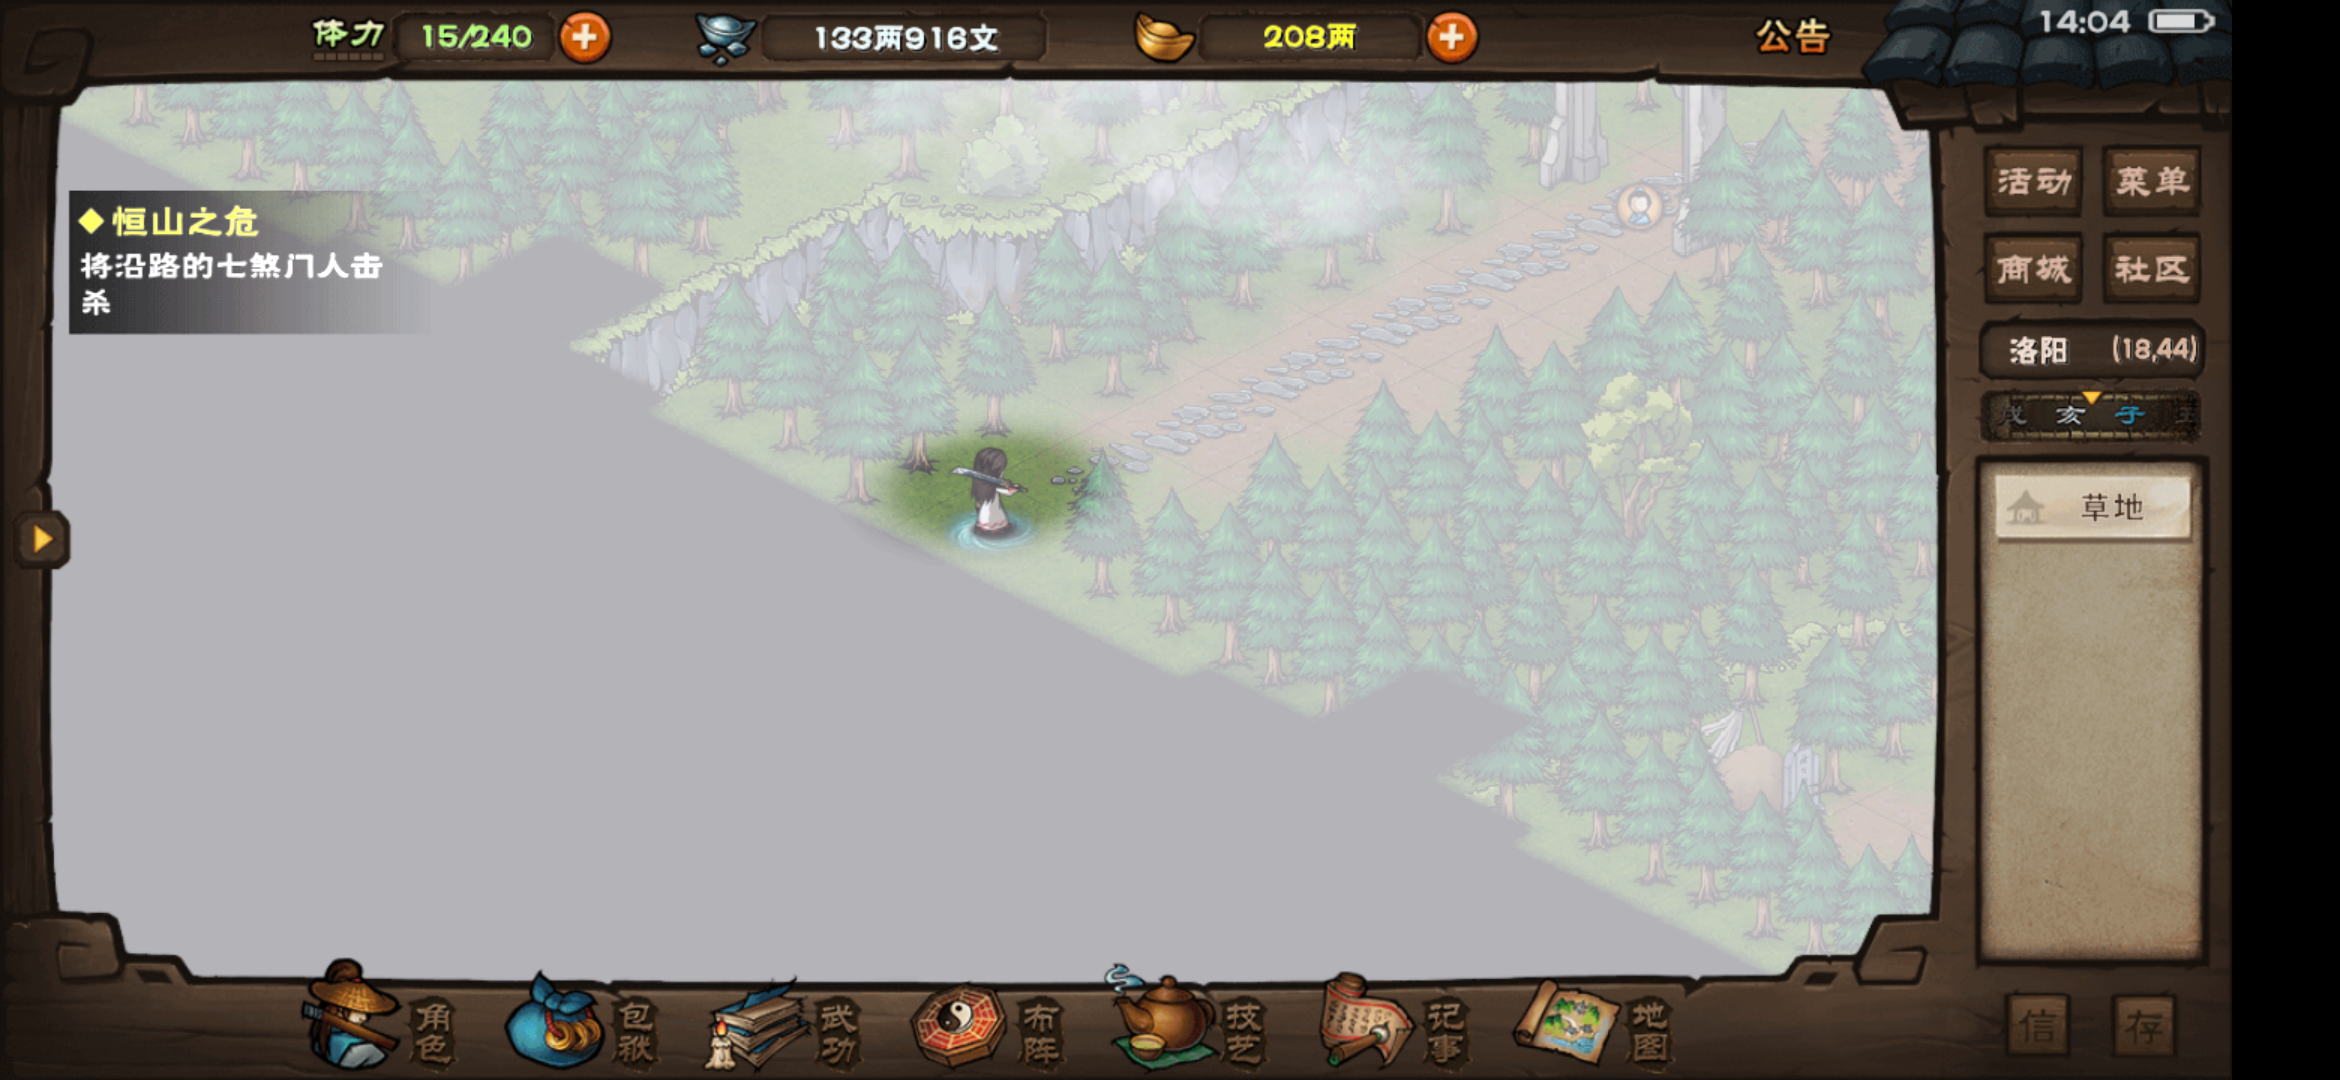 体力 15/240 133两916文 208两 公告 14:04
◆恒山之危
将沿路的七煞门人击
杀
活动 菜单
商城 社区
洛阳 (18,44)
戌 亥 子
草地
角色 包袱 武功 布阵 技艺 记事 地图
信 存